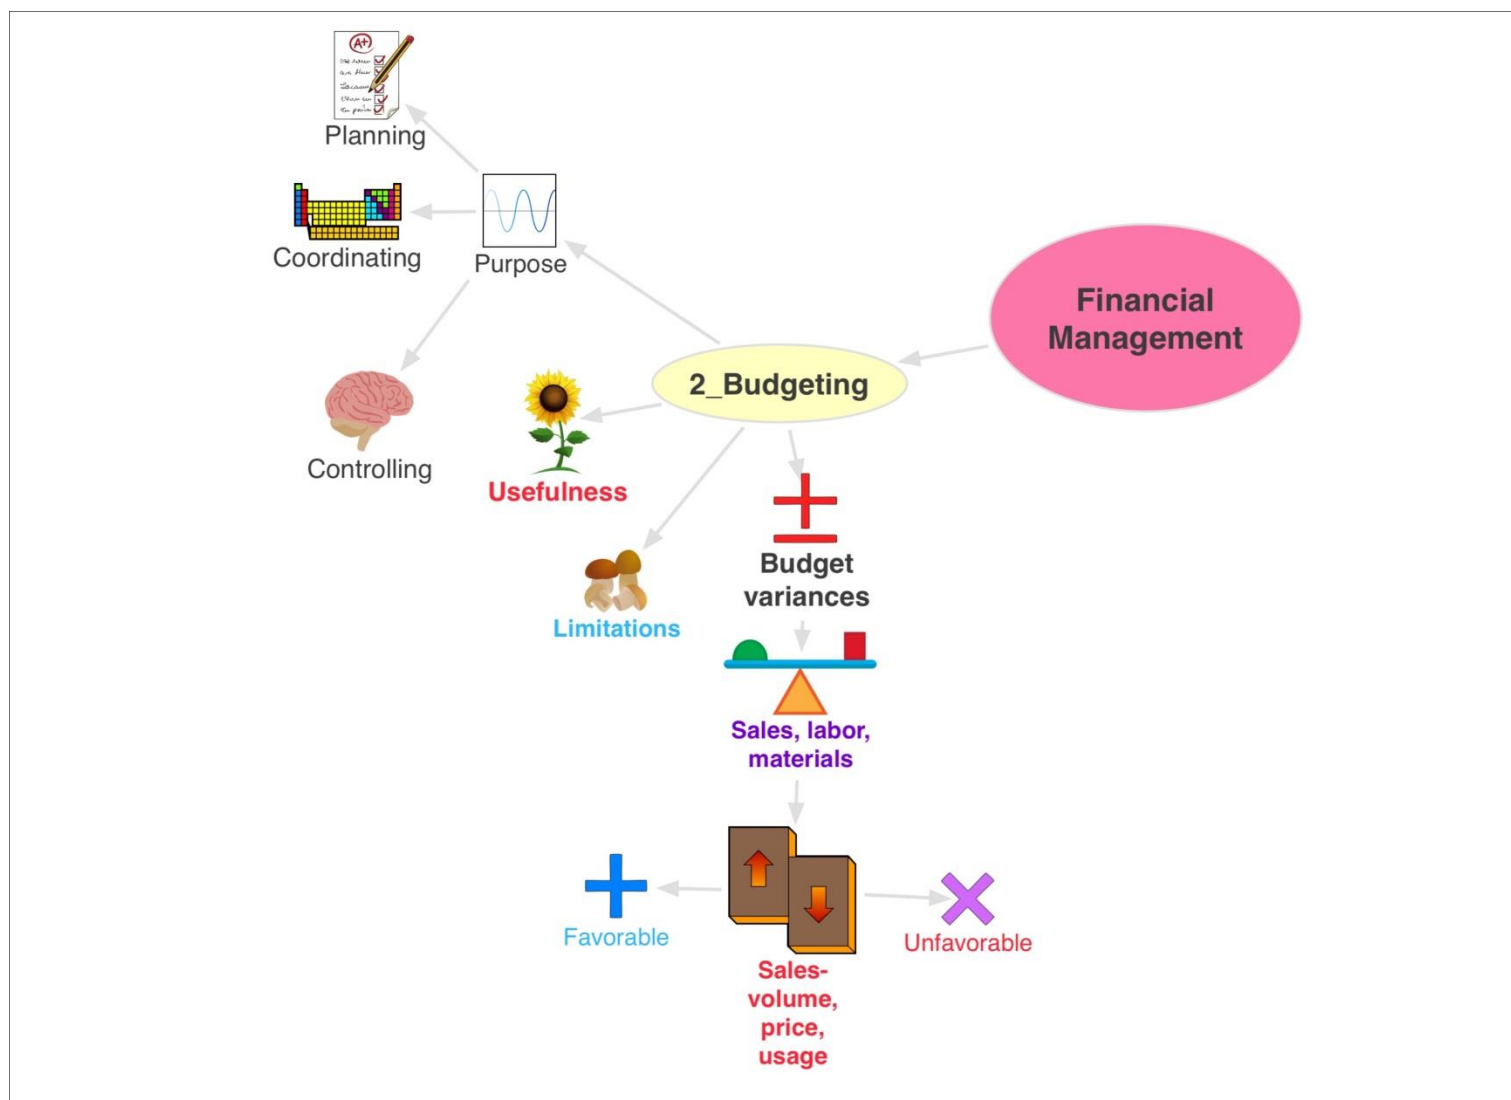 A+
Planning
Coordinating
Purpose
Controlling
Financial
Management
2_Budgeting
Usefulness
Limitations
Budget
variances
Sales, labor,
materials
Favorable
Unfavorable
Sales-
volume,
price,
usage